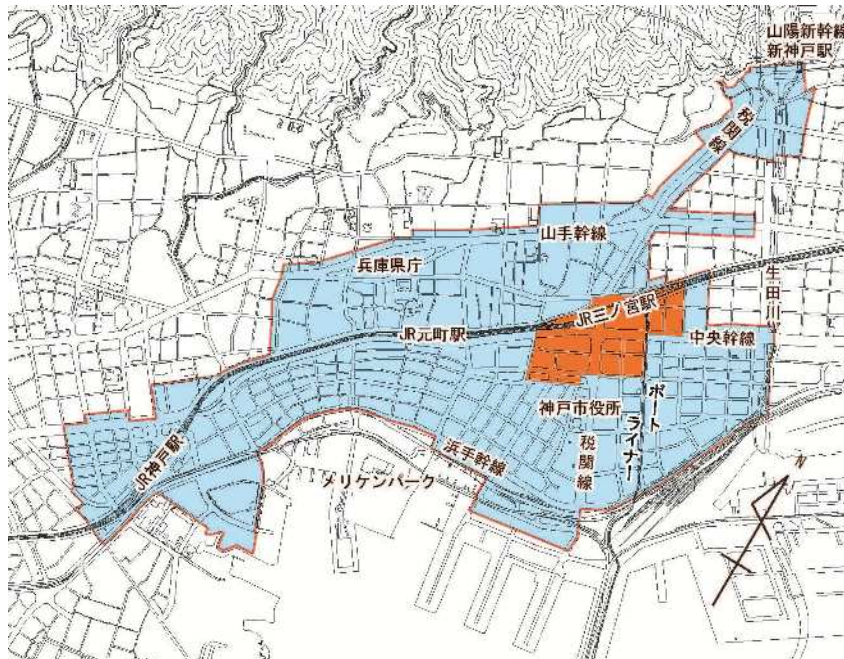 山陽新幹線
新神戸駅
税関線
山手幹線
兵庫県庁
生田川
JR三ノ宮駅
JR元町駅
中央幹線
神戸市役所
ポート
ライナー
税関線
浜手幹線
JR神戸駅
メリケンパーク
N